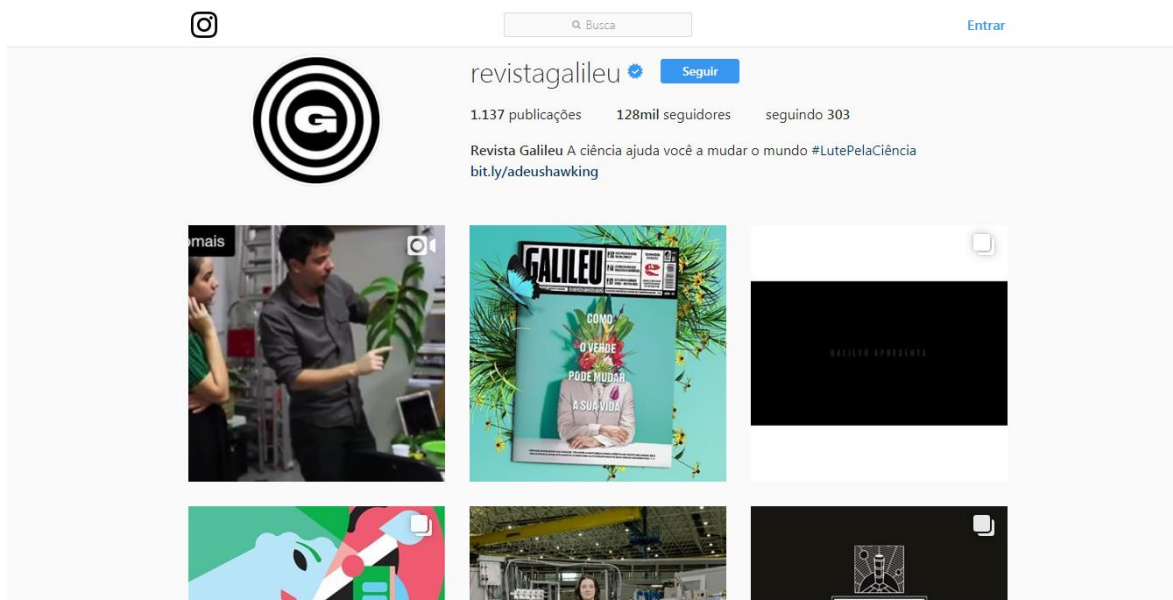 Busca
Entrar
G
revistagalileu
Seguir
1.137 publicações 128mil seguidores seguindo 303
Revista Galileu A ciência ajuda você a mudar o mundo #LutePelaCiência
bit.ly/adeushawking
omais
GALILEU
COMO
O VERDE
PODE MUDAR
A SUA VIDA
GALILEU APRESENTA